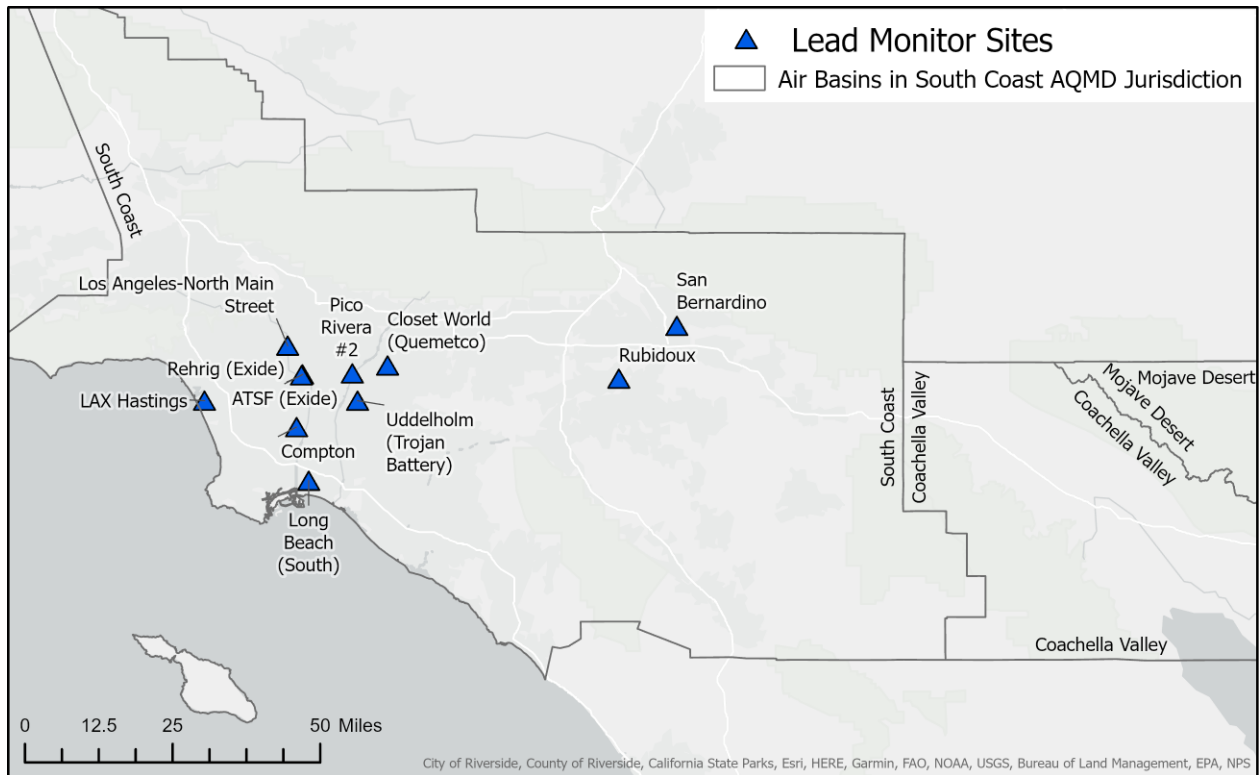 Lead Monitor Sites
Air Basins in South Coast AQMD Jurisdiction
South Coast
Los Angeles-North Main
Street
Pico
Rivera
#2
Closet World
(Quemetco)
San
Bernardino
Rubidoux
Rehrig (Exide)
ATSF (Exide)
LAX Hastings
Uddelholm
(Trojan
Battery)
Compton
Long
Beach
(South)
South Coast
Coachella Valley
Mojave Desert
Mojave Desert
Coachella Valley
Coachella Valley
0 12.5 25 50 Miles
City of Riverside, County of Riverside, California State Parks, Esri, HERE, Garmin, FAO, NOAA, USGS, Bureau of Land Management, EPA, NPS